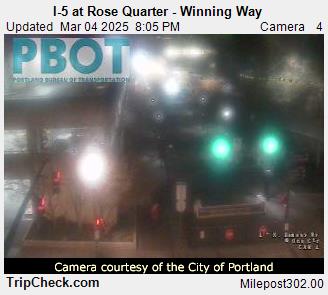 I-5 at Rose Quarter - Winning Way
Updated Mar 04 2025 8:05 PM Camera 4
PBOT
PORTLAND BUREAU OF TRANSPORTATION
Camera courtesy of the City of Portland
TripCheck.com Milepost302.00